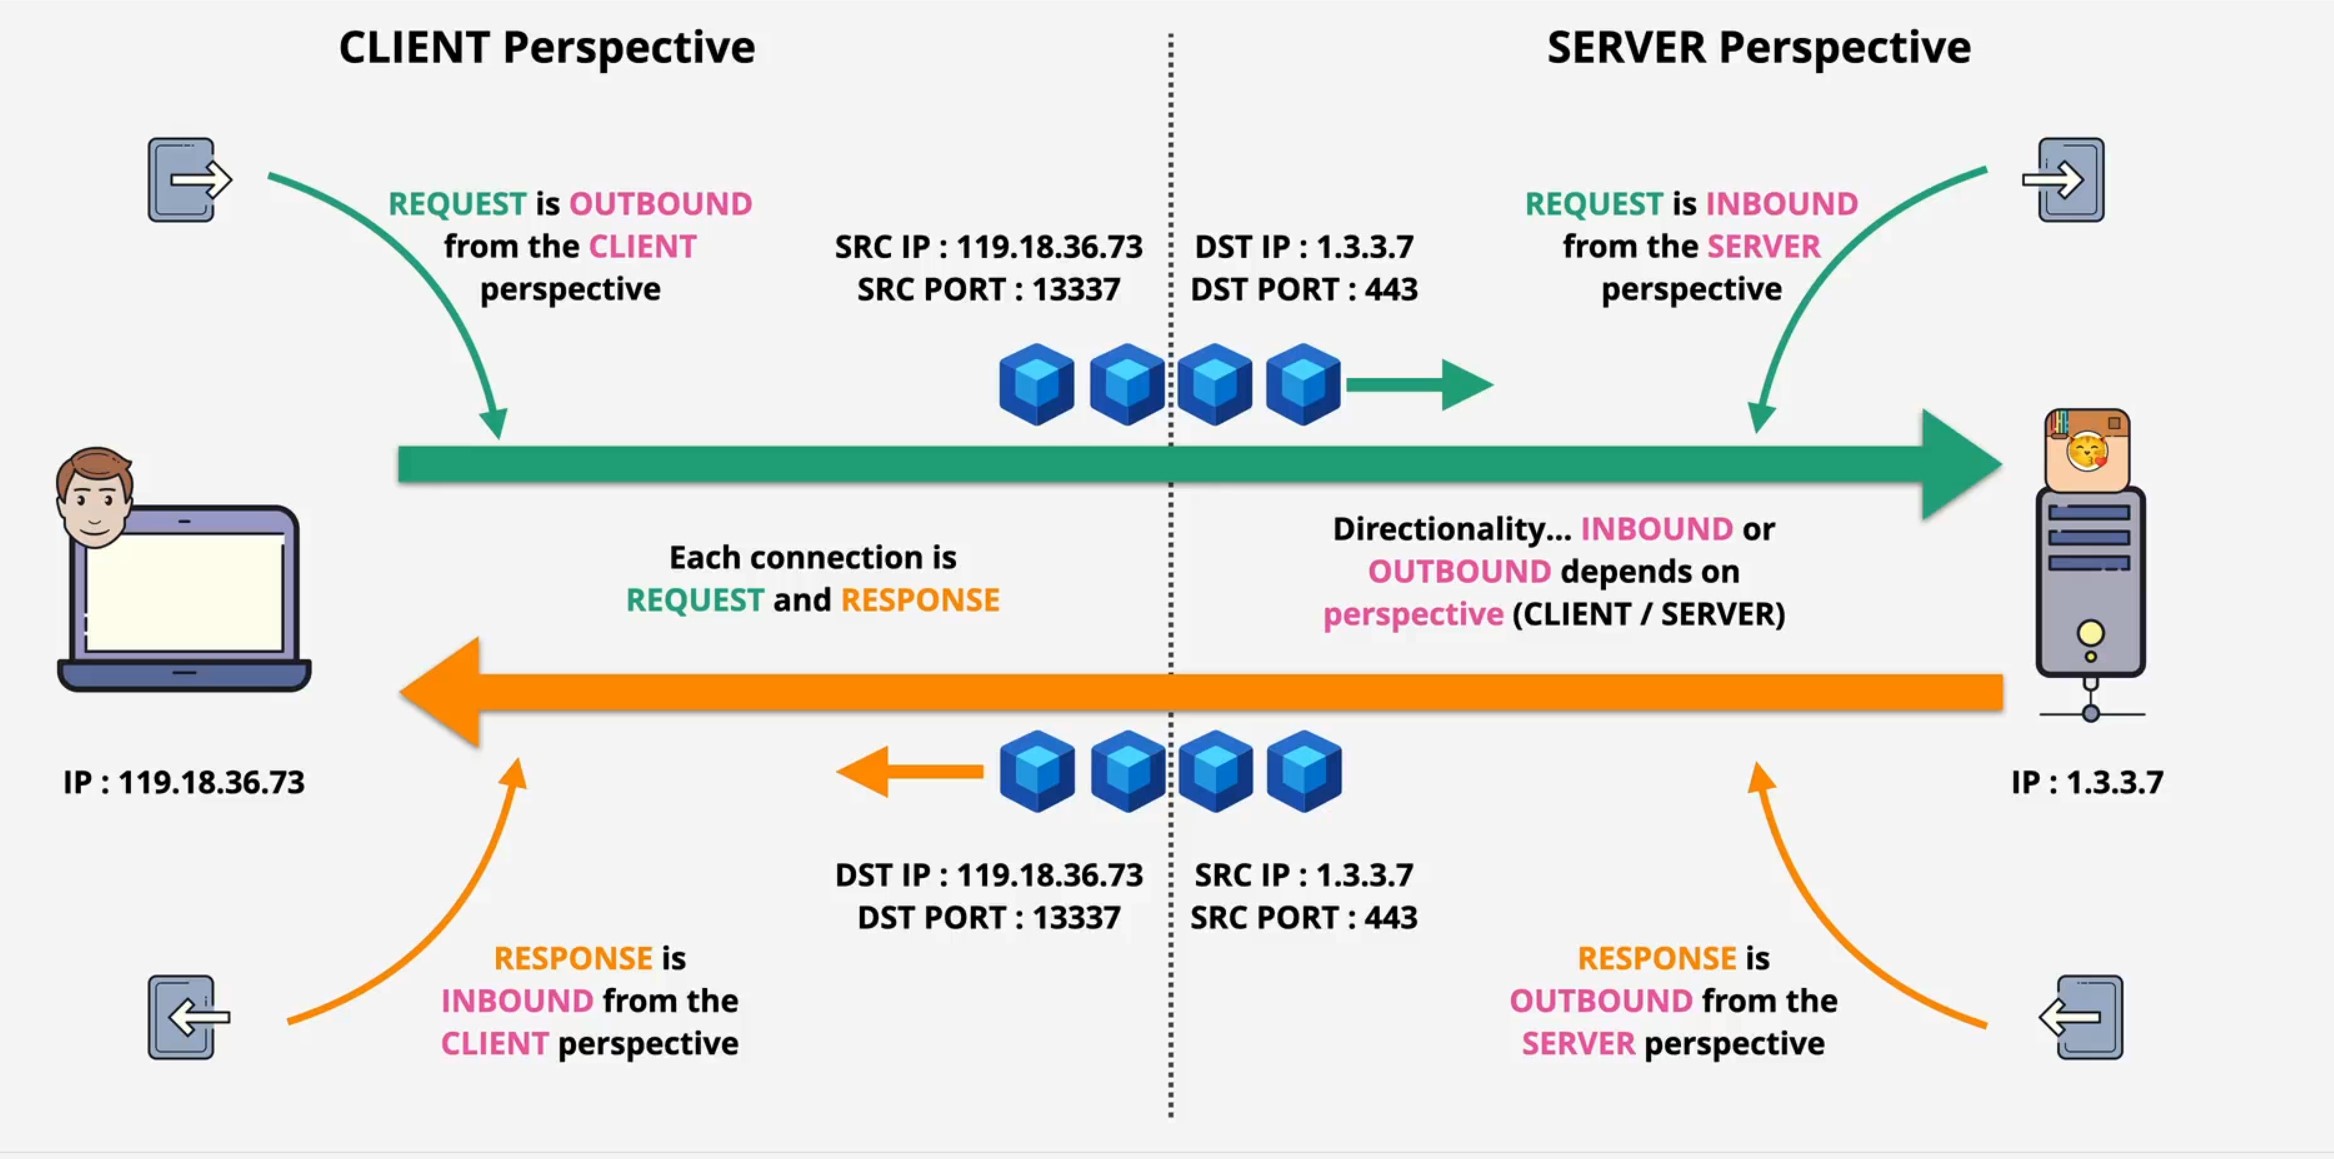 CLIENT Perspective
SERVER Perspective
REQUEST is OUTBOUND
from the CLIENT
perspective
SRC IP : 119.18.36.73
SRC PORT : 13337
DST IP : 1.3.3.7
DST PORT : 443
REQUEST is INBOUND
from the SERVER
perspective
Each connection is
REQUEST and RESPONSE
Directionality... INBOUND or
OUTBOUND depends on
perspective (CLIENT / SERVER)
IP : 119.18.36.73
IP : 1.3.3.7
DST IP : 119.18.36.73
DST PORT : 13337
SRC IP : 1.3.3.7
SRC PORT : 443
RESPONSE is
INBOUND from the
CLIENT perspective
RESPONSE is
OUTBOUND from the
SERVER perspective